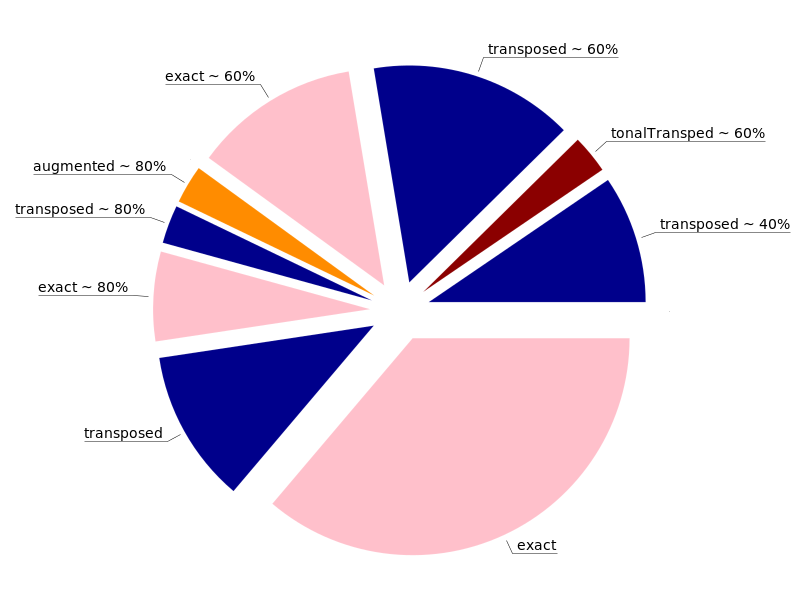 transposed ~ 60%
exact ~ 60%
tonalTransped ~ 60%
augmented ~ 80%
transposed ~ 80%
transposed ~ 40%
exact ~ 80%
transposed
exact